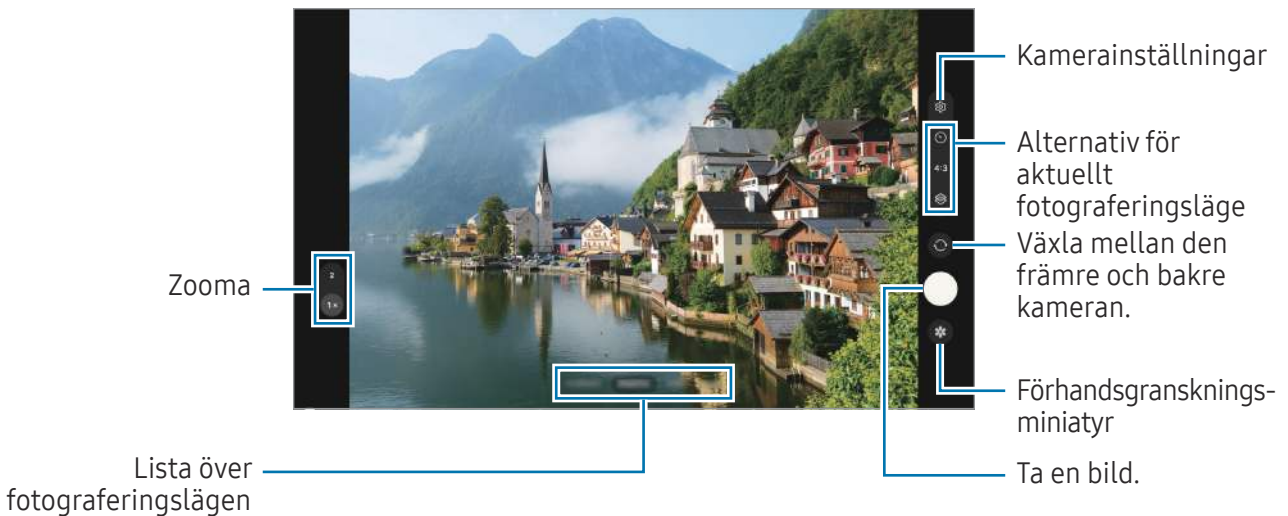 Kamerainställningar
Alternativ för
aktuellt
fotograferingsläge
4:3
Växla mellan den
främre och bakre
kameran.
Zooma
2
1×
Förhandsgransknings-
miniatyr
Ta en bild.
Lista över
fotograferingslägen